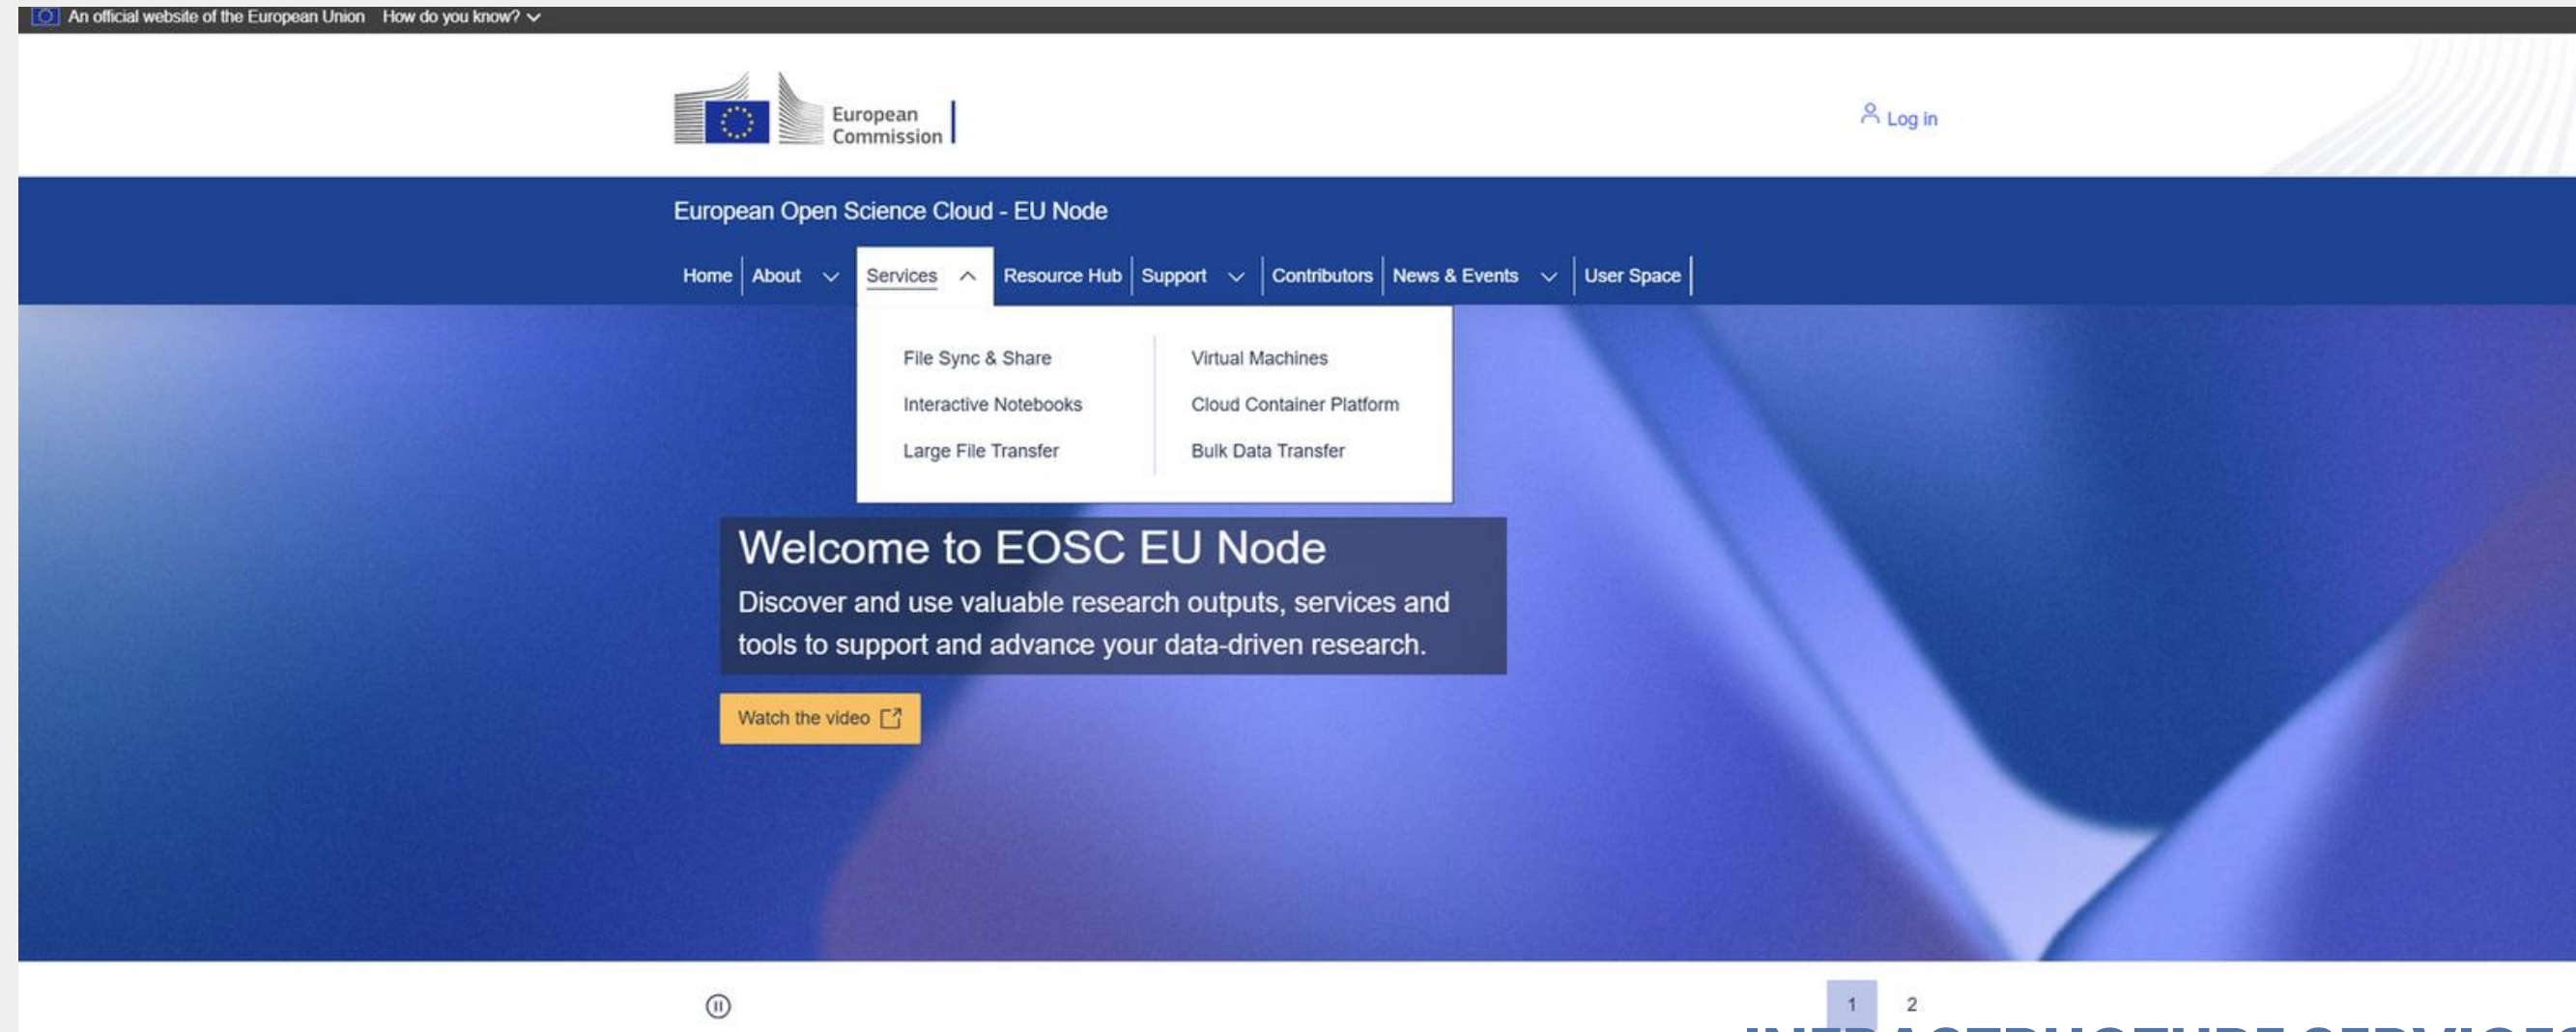 An official website of the European Union How do you know?
European
Commission
Log in
European Open Science Cloud - EU Node
Home About Services Resource Hub Support Contributors News & Events User Space
File Sync & Share Virtual Machines
Interactive Notebooks Cloud Container Platform
Large File Transfer Bulk Data Transfer
Welcome to EOSC EU Node
Discover and use valuable research outputs, services and
tools to support and advance your data-driven research.
Watch the video
1 2
INFRASTRUCTURE SERVICES